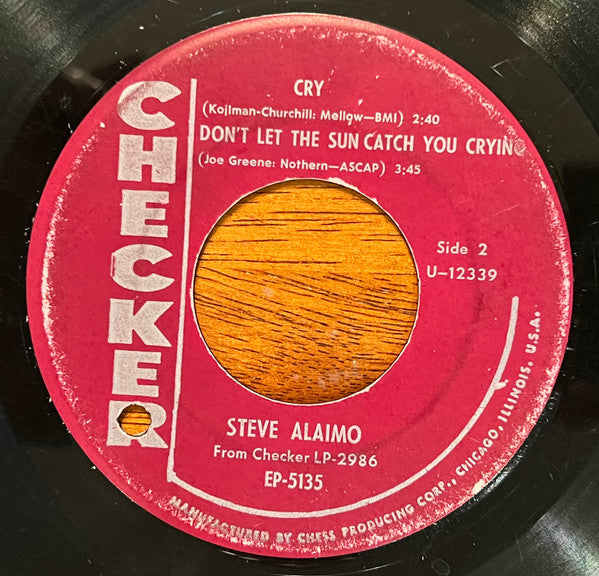 CHECKER
CRY
(Kojlman-Churchill: Mellow—BMI) 2:40
DON'T LET THE SUN CATCH YOU CRYING
(Joe Greene: Nothern—ASCAP) 3:45
Side 2
U-12339
STEVE ALAIMO
From Checker LP-2986
EP-5135
MANUFACTURED BY CHESS PRODUCING CORP., CHICAGO, ILLINOIS. U.S.A.